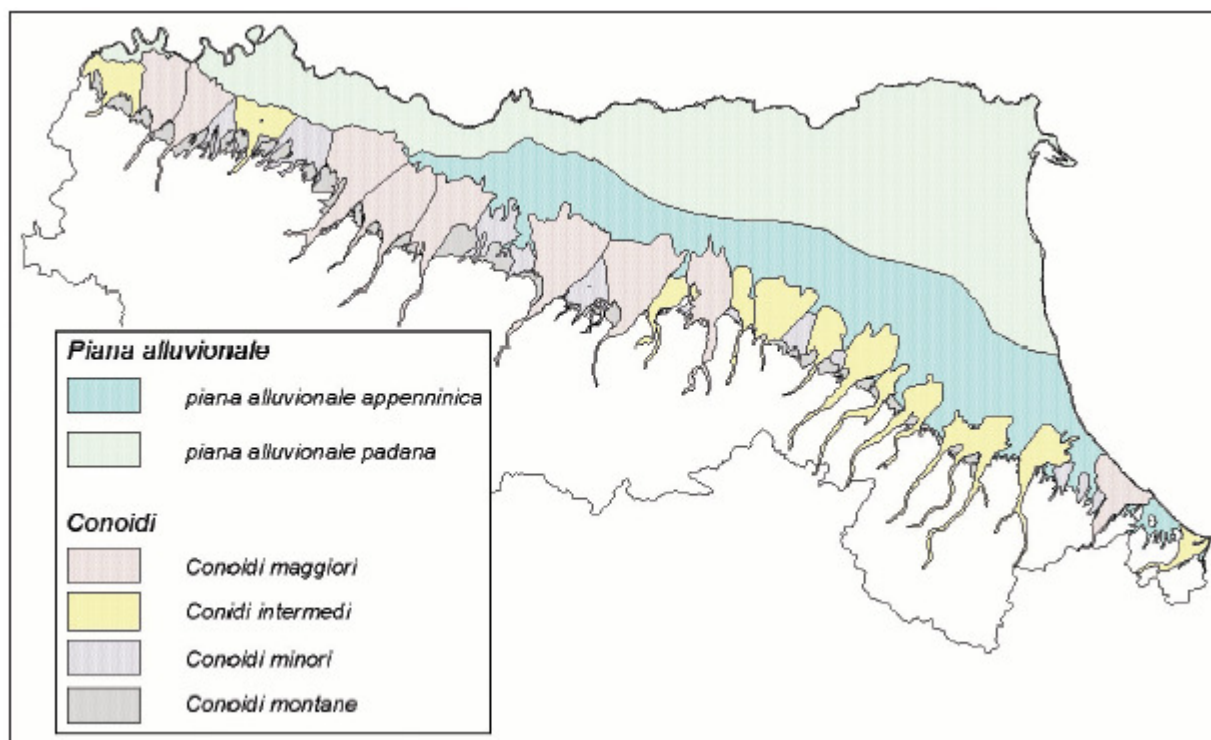 Piana alluvionale
piana alluvionale appenninica
piana alluvionale padana
Conoidi
Conoidi maggiori
Conidi intermedi
Conoidi minori
Conoidi montane